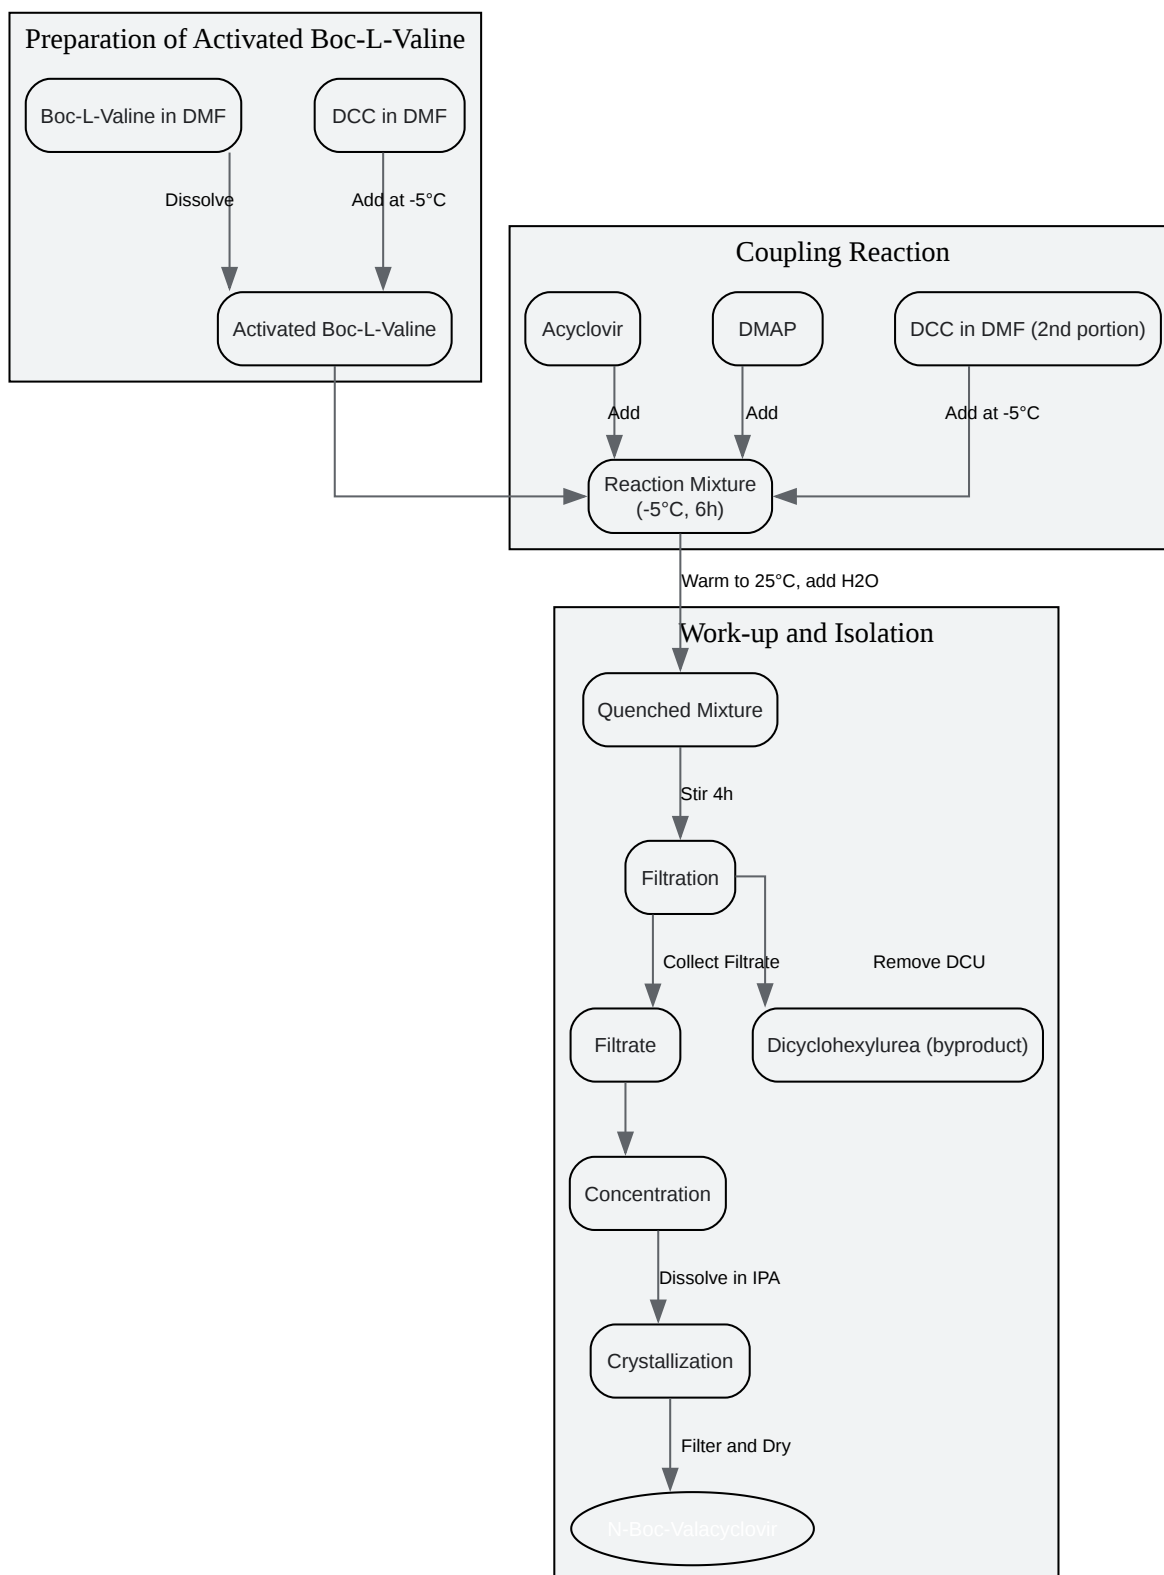 Preparation of Activated Boc-L-Valine
Boc-L-Valine in DMF
DCC in DMF
Dissolve
Add at -5°C
Activated Boc-L-Valine
Coupling Reaction
Acyclovir
DMAP
DCC in DMF (2nd portion)
Add
Add
Add at -5°C
Reaction Mixture
(-5°C, 6h)
Warm to 25°C, add H2O
Work-up and Isolation
Quenched Mixture
Stir 4h
Filtration
Collect Filtrate
Remove DCU
Filtrate
Dicyclohexylurea (byproduct)
Concentration
Dissolve in IPA
Crystallization
Filter and Dry
N-Boc-Valacyclovir